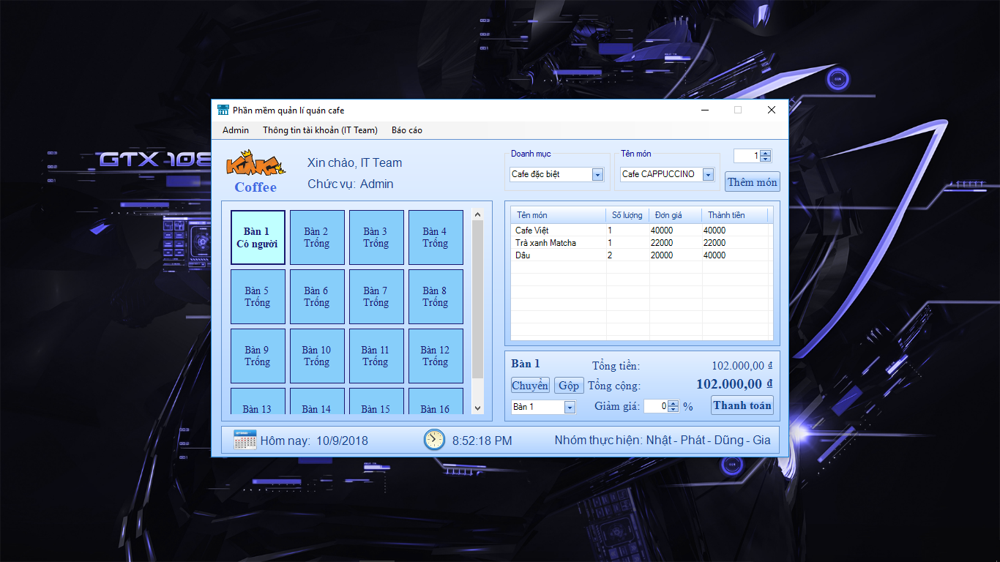 Phần mềm quản lí quán cafe
Admin Thông tin tài khoản (IT Team) Báo cáo
GTX 108
KING
Coffee
Xin chào, IT Team
Chức vụ: Admin
Danh mục
Cafe đặc biệt
Tên món
Cafe CAPPUCCINO
1
Thêm món
Bàn 1
Có người
Bàn 2
Trống
Bàn 3
Trống
Bàn 4
Trống
Bàn 5
Trống
Bàn 6
Trống
Bàn 7
Trống
Bàn 8
Trống
Bàn 9
Trống
Bàn 10
Trống
Bàn 11
Trống
Bàn 12
Trống
Bàn 13
Bàn 14
Bàn 15
Bàn 16
Tên món Số lượng Đơn giá Thành tiền
Cafe Việt 1 40000 40000
Trà xanh Matcha 1 22000 22000
Dâu 2 20000 40000
Bàn 1 Tổng tiền: 102.000,00 ₫
Chuyển Gộp Tổng cộng: 102.000,00 ₫
Bàn 1 Giảm giá: 0 % Thanh toán
Hôm nay: 10/9/2018 8:52:18 PM Nhóm thực hiện: Nhật - Phát - Dũng - Gia